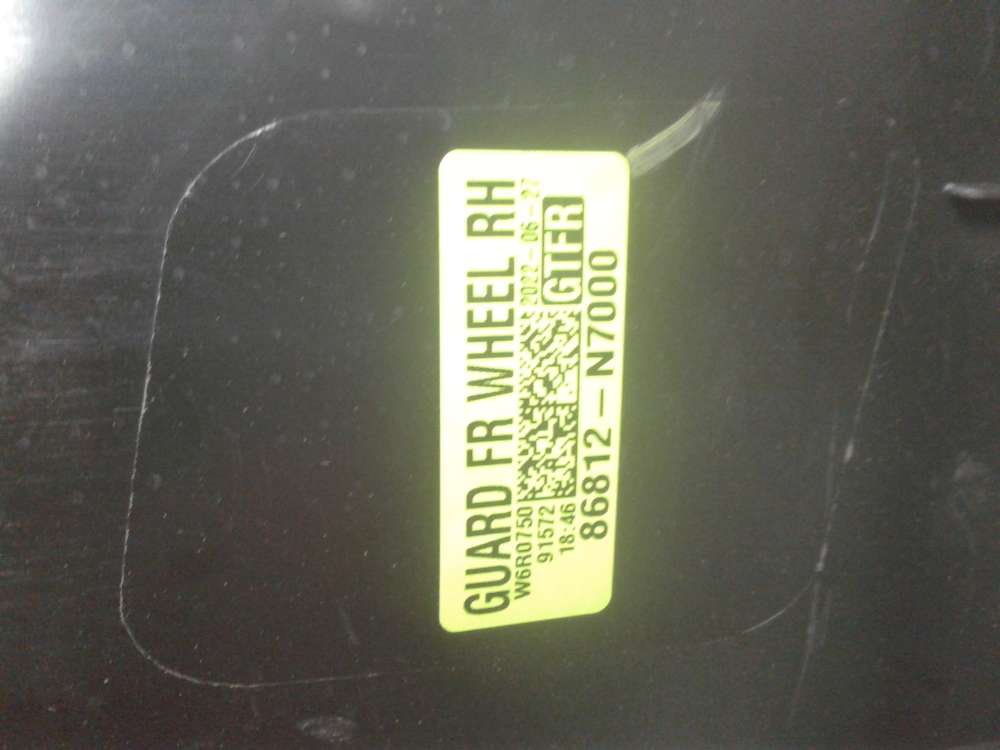 GUARD FR WHEEL RH
W6R0750
2022-06-27
91572
GTFR
18:46
86812-N7000